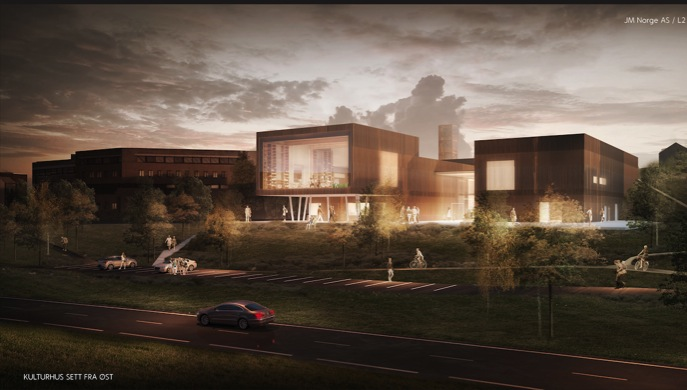 JM Norge AS / L2
KULTURHUS SETT FRA ØST